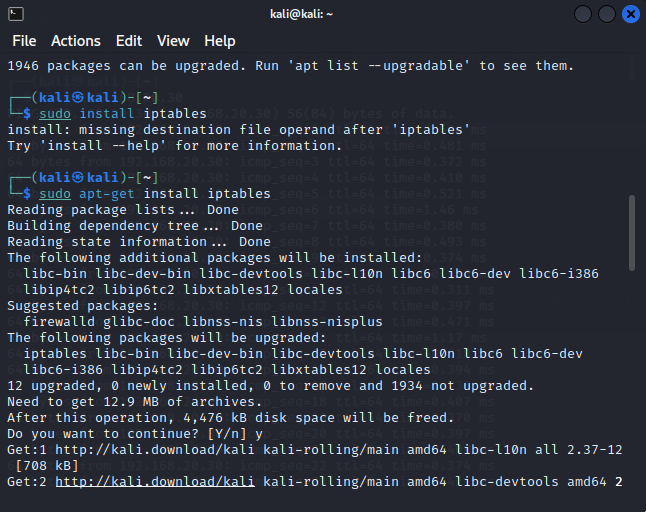 kali@kali: ~
File Actions Edit View Help
1946 packages can be upgraded. Run 'apt list --upgradable' to see them.
┌──(kali㉿kali)-[~]
└─$ sudo install iptables
install: missing destination file operand after 'iptables'
Try 'install --help' for more information.
┌──(kali㉿kali)-[~]
└─$ sudo apt-get install iptables
Reading package lists... Done
Building dependency tree... Done
Reading state information... Done
The following additional packages will be installed:
libc-bin libc-dev-bin libc-devtools libc-l10n libc6 libc6-dev libc6-i386
libip4tc2 libip6tc2 libxtables12 locales
Suggested packages:
firewalld glibc-doc libnss-nis libnss-nisplus
The following packages will be upgraded:
iptables libc-bin libc-dev-bin libc-devtools libc-l10n libc6 libc6-dev
libc6-i386 libip4tc2 libip6tc2 libxtables12 locales
12 upgraded, 0 newly installed, 0 to remove and 1934 not upgraded.
Need to get 12.9 MB of archives.
After this operation, 4,476 kB disk space will be freed.
Do you want to continue? [Y/n] y
Get:1 http://kali.download/kali kali-rolling/main amd64 libc-l10n all 2.37-12
[708 kB]
Get:2 http://kali.download/kali kali-rolling/main amd64 libc-devtools amd64 2